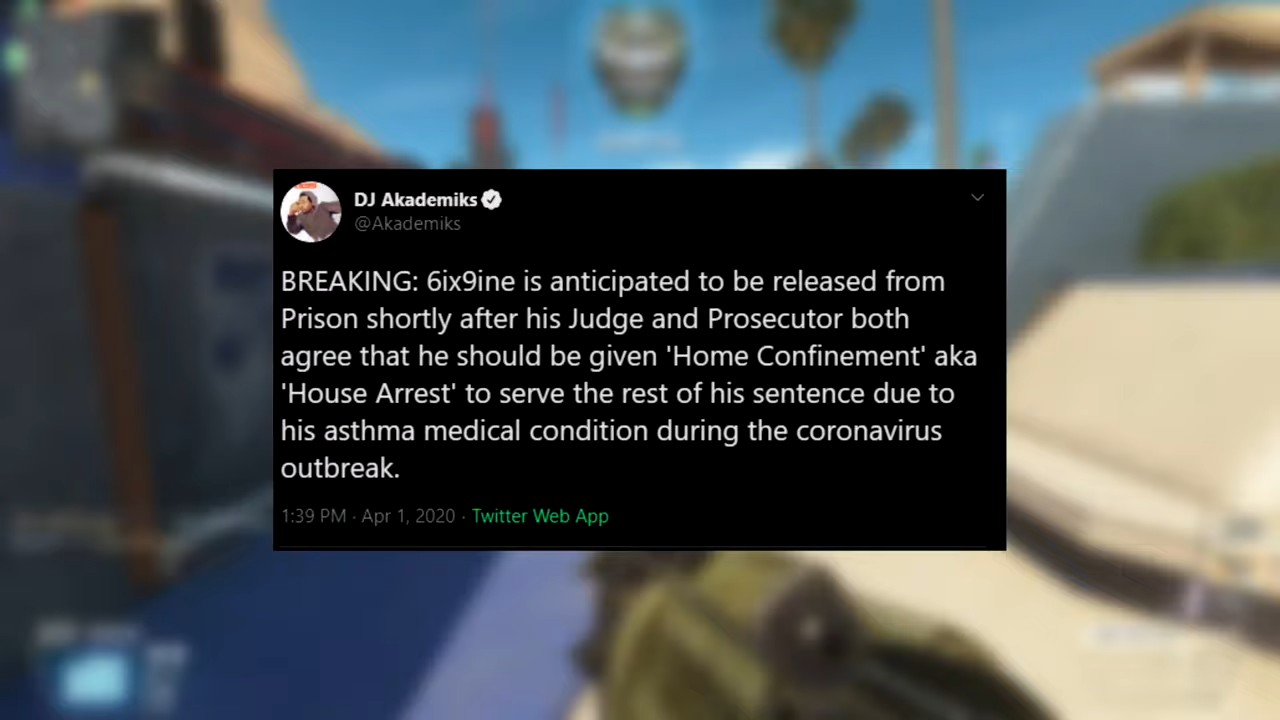 DJ Akademiks
@Akademiks
BREAKING: 6ix9ine is anticipated to be released from
Prison shortly after his Judge and Prosecutor both
agree that he should be given 'Home Confinement' aka
'House Arrest' to serve the rest of his sentence due to
his asthma medical condition during the coronavirus
outbreak.
1:39 PM · Apr 1, 2020 · Twitter Web App